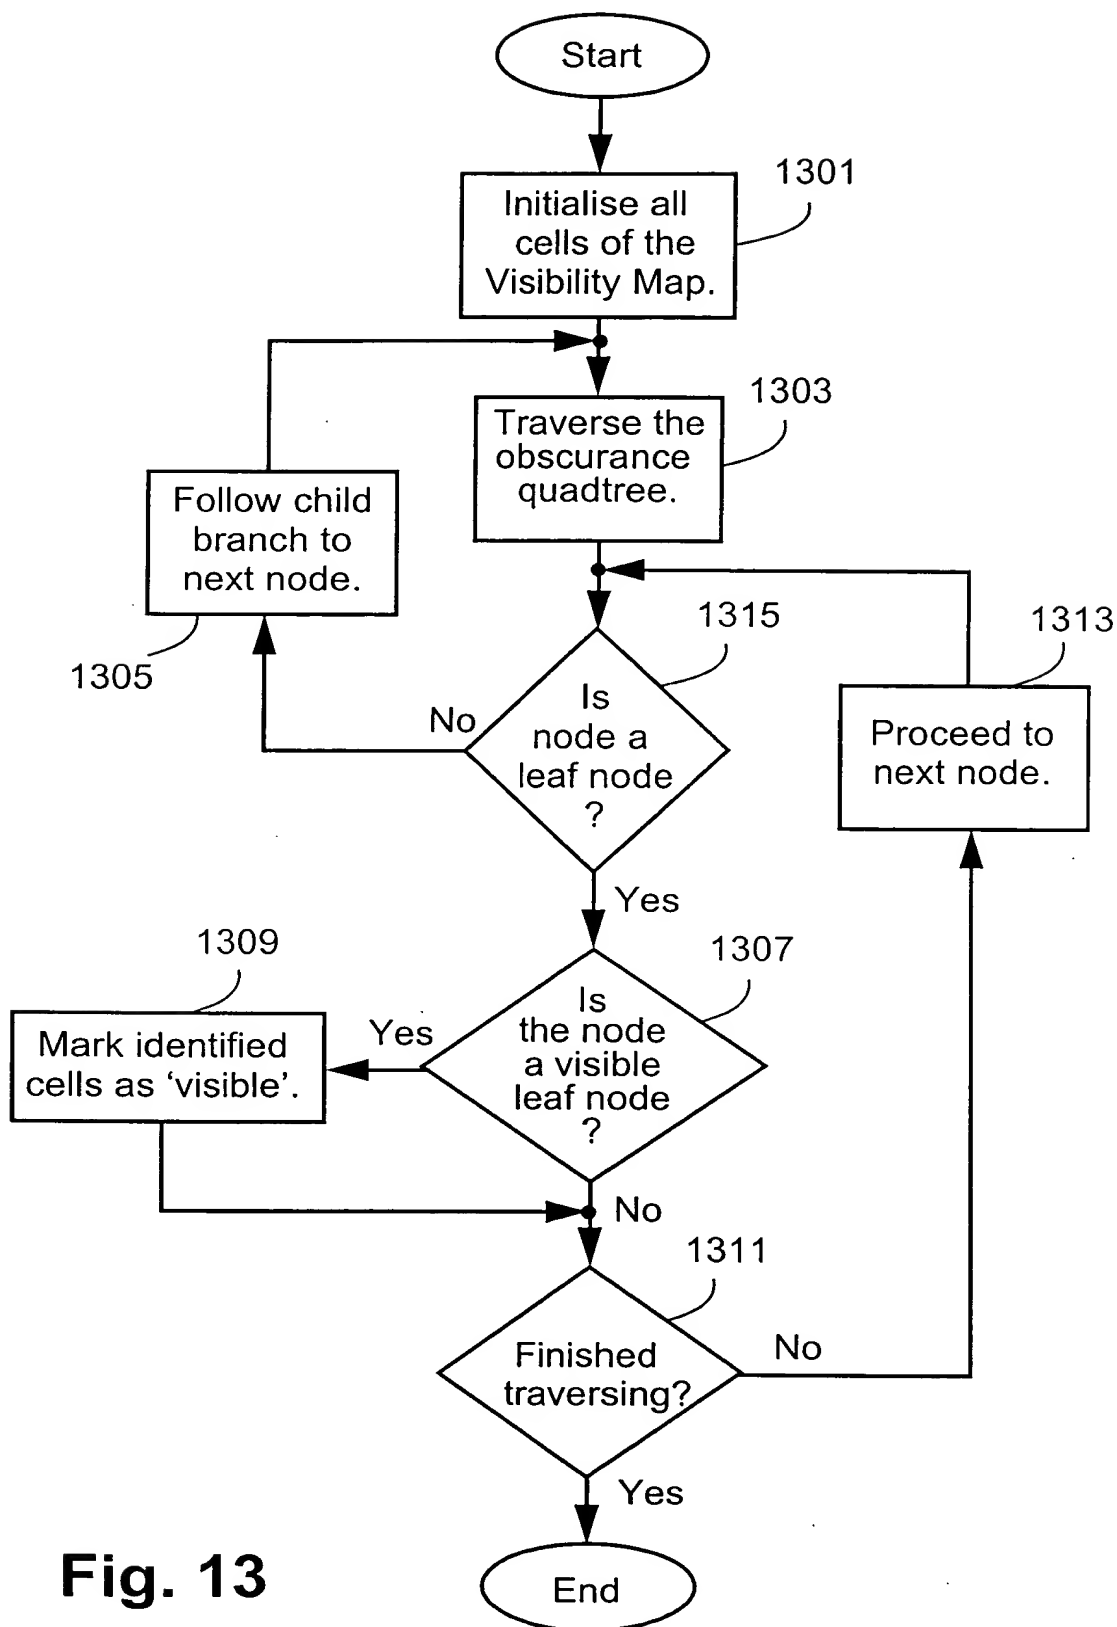 Start
1301
Initialise all
cells of the
Visibility Map.
1303
Traverse the
obscurance
quadtree.
Follow child
branch to
next node.
1305
1315
1313
No
Is
node a
leaf node
?
Proceed to
next node.
Yes
1309
1307
Mark identified
cells as ‘visible’.
Yes
Is
the node
a visible
leaf node
?
No
1311
Finished
traversing?
No
Yes
End
Fig. 13